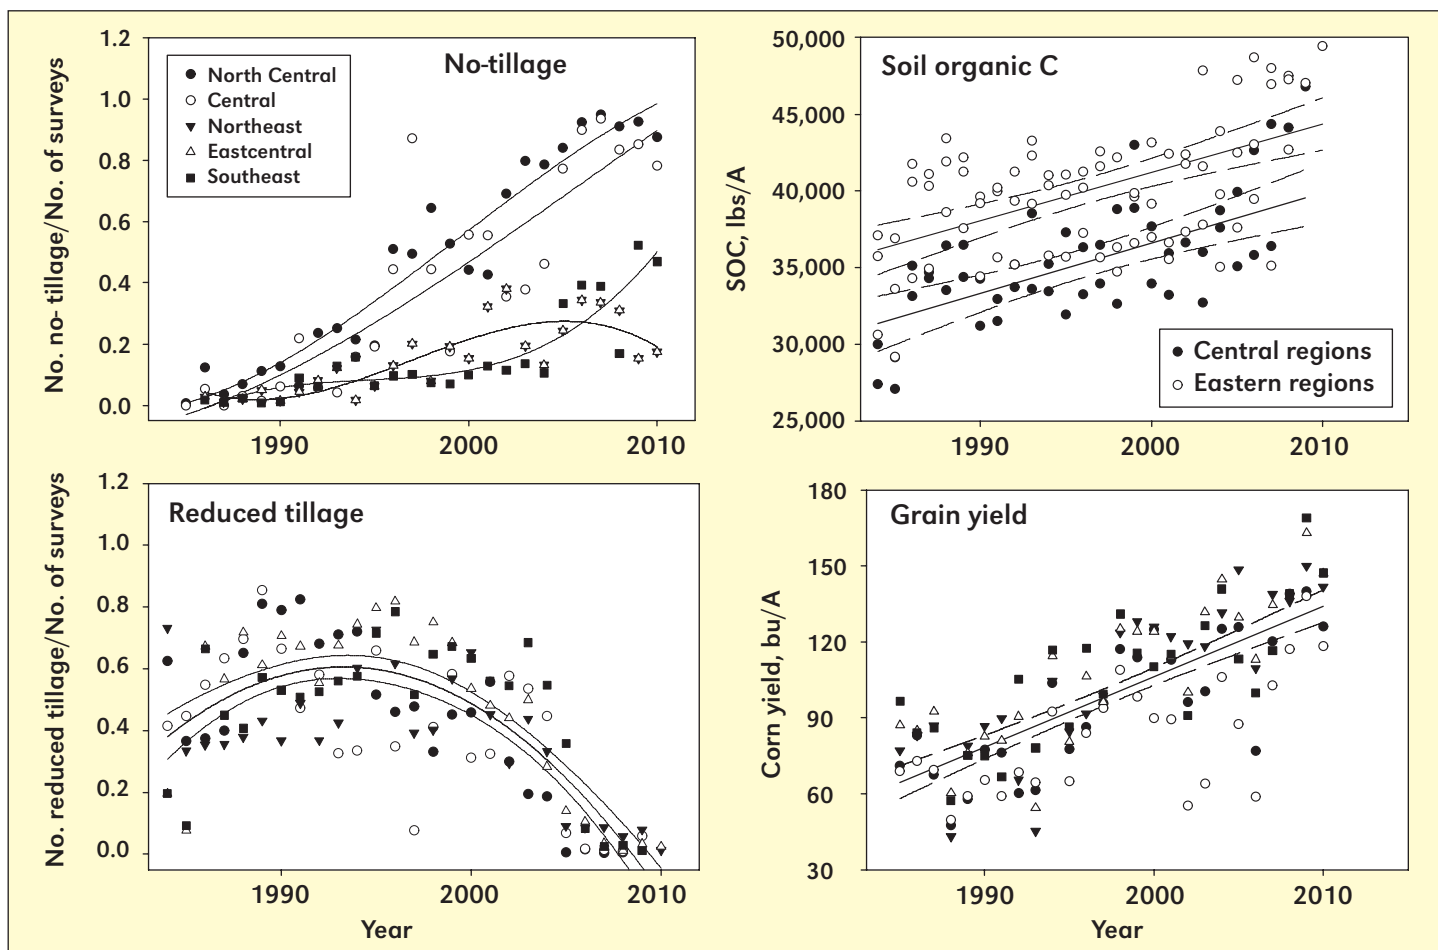 No-tillage
North Central
Central
Northeast
Eastcentral
Southeast
No. no- tillage/No. of surveys
1.2
1.0
0.8
0.6
0.4
0.2
0.0
1990
2000
2010
Soil organic C
SOC, lbs/A
50,000
45,000
40,000
35,000
30,000
25,000
Central regions
Eastern regions
1990
2000
2010
Reduced tillage
No. reduced tillage/No. of surveys
1.2
1.0
0.8
0.6
0.4
0.2
0.0
1990
2000
2010
Year
Grain yield
Corn yield, bu/A
180
150
120
90
60
30
1990
2000
2010
Year